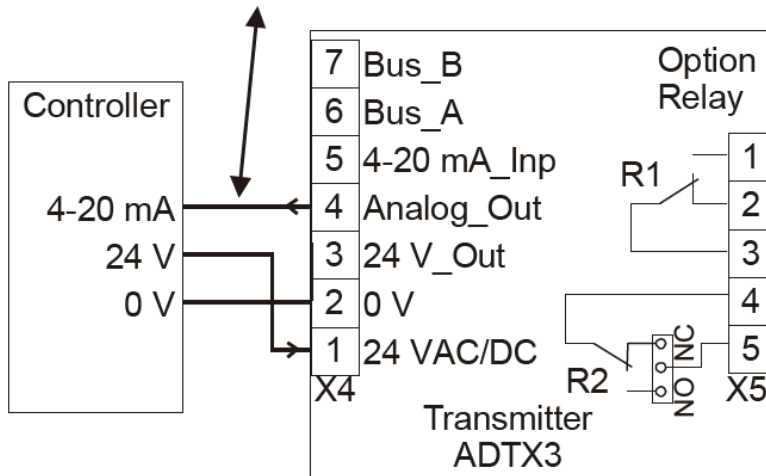 Controller
4-20 mA
24 V
0 V
7 Bus_B
6 Bus_A
5 4-20 mA_Inp
4 Analog_Out
3 24 V_Out
2 0 V
1 24 VAC/DC
X4
Option
Relay
R1
1
2
3
4
5
X5
R2
NC
NO
Transmitter
ADTX3